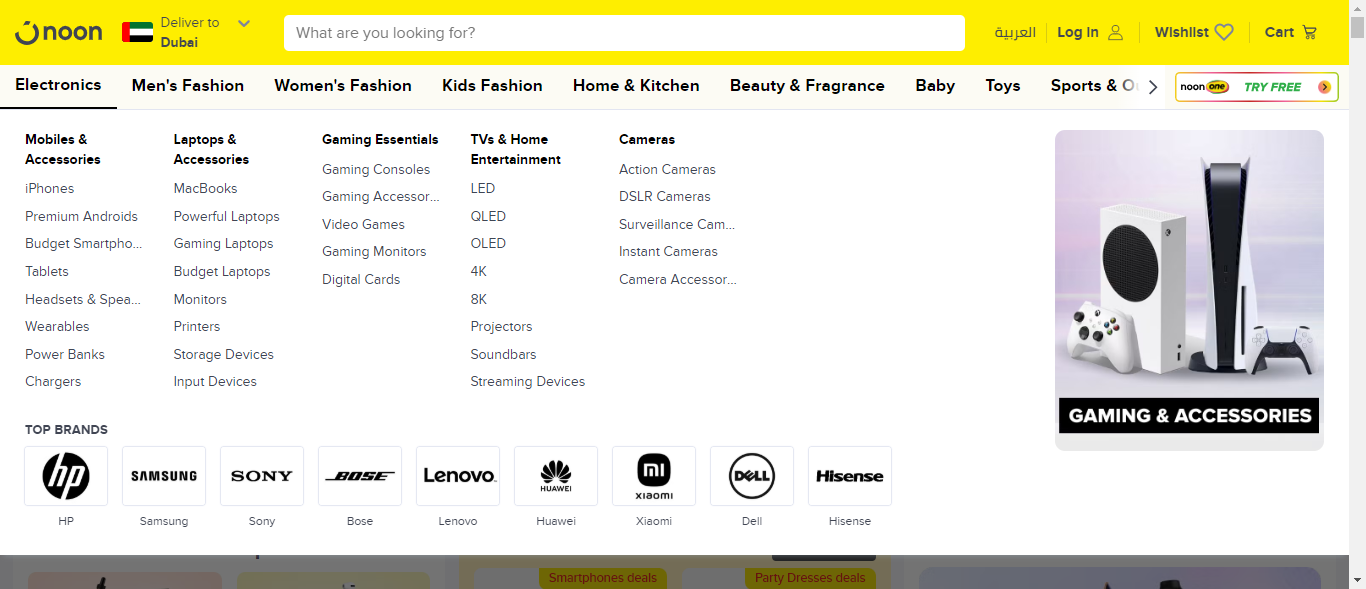 noon
Deliver to
Dubai
What are you looking for?
العربية
Log In
Wishlist
Cart
Electronics
Men's Fashion
Women's Fashion
Kids Fashion
Home & Kitchen
Beauty & Fragrance
Baby
Toys
Sports & Ou
noon one TRY FREE
Mobiles &
Accessories
iPhones
Premium Androids
Budget Smartpho...
Tablets
Headsets & Spea...
Wearables
Power Banks
Chargers
Laptops &
Accessories
MacBooks
Powerful Laptops
Gaming Laptops
Budget Laptops
Monitors
Printers
Storage Devices
Input Devices
Gaming Essentials
Gaming Consoles
Gaming Accessor...
Video Games
Gaming Monitors
Digital Cards
TVs & Home
Entertainment
LED
QLED
OLED
4K
8K
Projectors
Soundbars
Streaming Devices
Cameras
Action Cameras
DSLR Cameras
Surveillance Cam...
Instant Cameras
Camera Accessor...
GAMING & ACCESSORIES
TOP BRANDS
hp
SAMSUNG
SONY
BOSE
Lenovo
HUAWEI
mi
xiaomi
DELL
Hisense
HP
Samsung
Sony
Bose
Lenovo
Huawei
Xiaomi
Dell
Hisense
Smartphones deals
Party Dresses deals